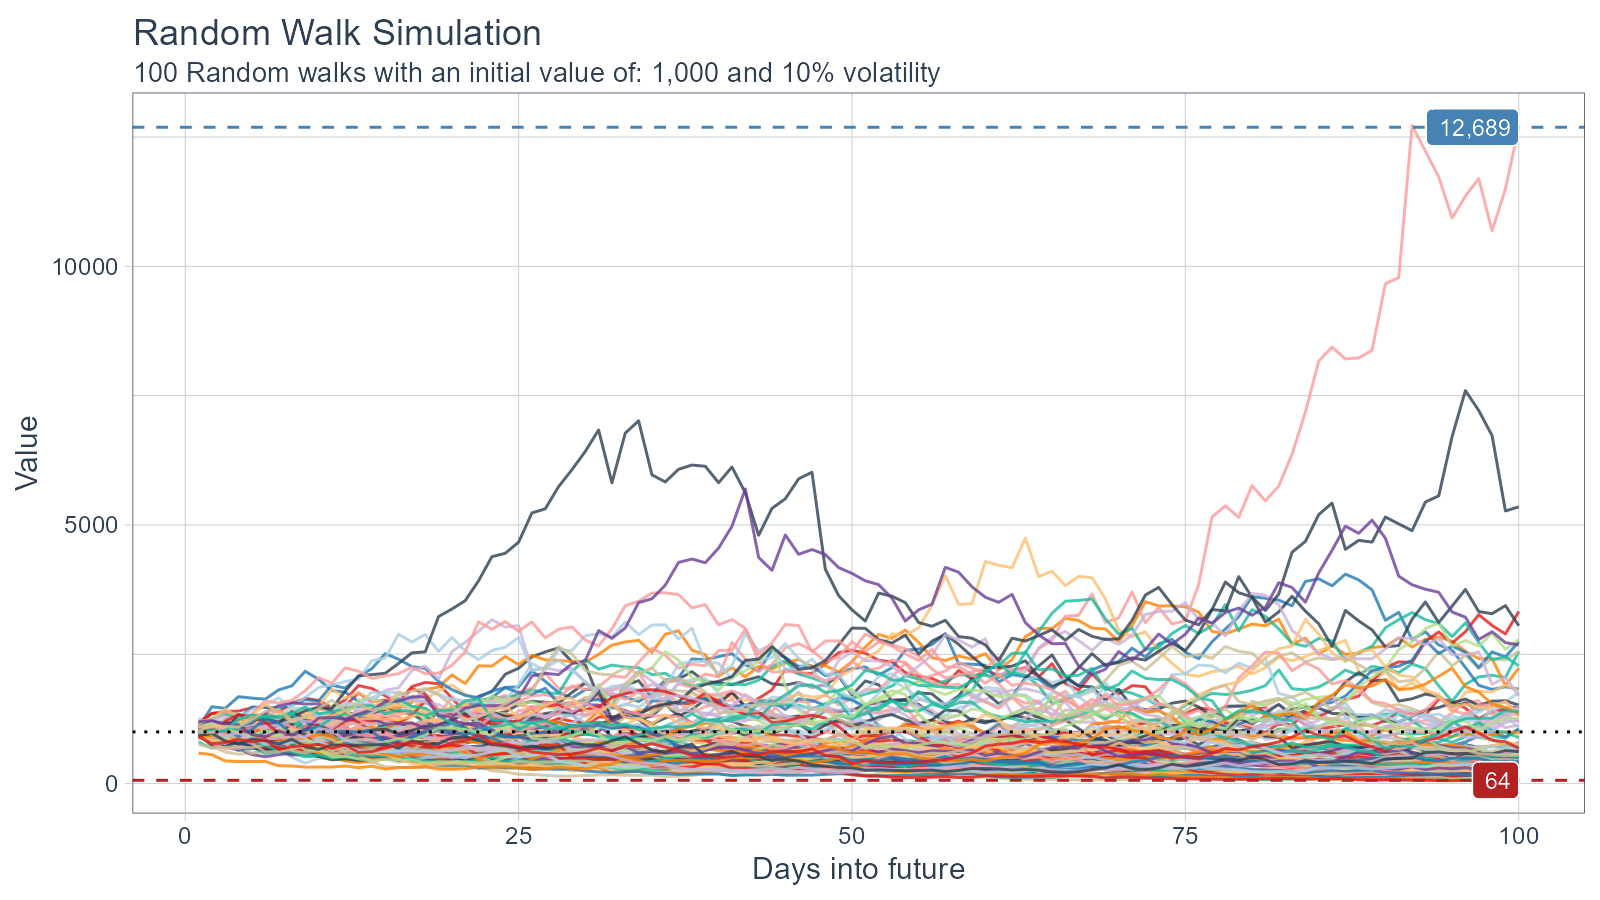 Random Walk Simulation
100 Random walks with an initial value of: 1,000 and 10% volatility
12,689
10000
Value
5000
0
64
0 25 50 75 100
Days into future